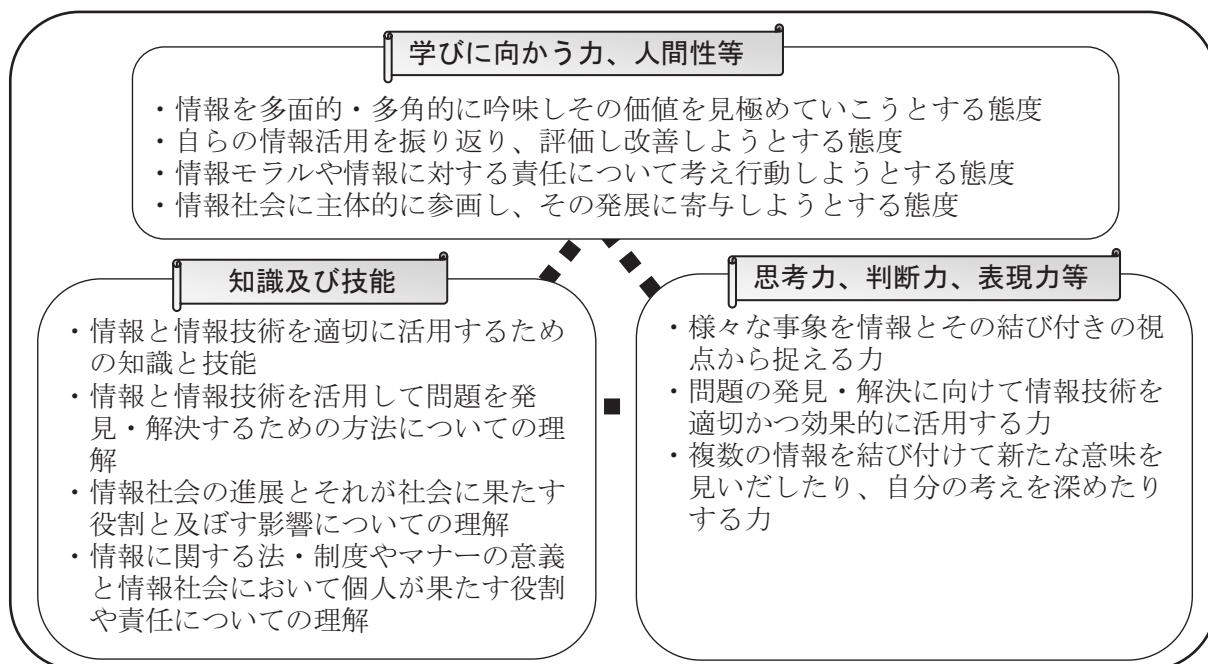 学びに向かう力、人間性等
・情報を多面的・多角的に吟味しその価値を見極めていこうとする態度
・自らの情報活用を振り返り、評価し改善しようとする態度
・情報モラルや情報に対する責任について考え行動しようとする態度
・情報社会に主体的に参画し、その発展に寄与しようとする態度
知識及び技能
・情報と情報技術を適切に活用するため
の知識と技能
・情報と情報技術を活用して問題を発
見・解決するための方法についての理
解
・情報社会の進展とそれが社会に果たす
役割と及ぼす影響についての理解
・情報に関する法・制度やマナーの意義
と情報社会において個人が果たす役割
や責任についての理解
思考力、判断力、表現力等
・様々な事象を情報とその結び付きの視
点から捉える力
・問題の発見・解決に向けて情報技術を
適切かつ効果的に活用する力
・複数の情報を結び付けて新たな意味を
見いだしたり、自分の考えを深めたり
する力